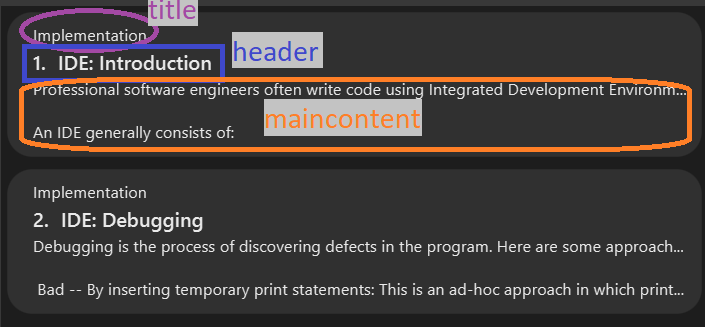 title
Implementation
1. IDE: Introduction
header
Professional software engineers often write code using Integrated Development Environm...
maincontent
An IDE generally consists of:
Implementation
2. IDE: Debugging
Debugging is the process of discovering defects in the program. Here are some approach...
Bad -- By inserting temporary print statements: This is an ad-hoc approach in which print...